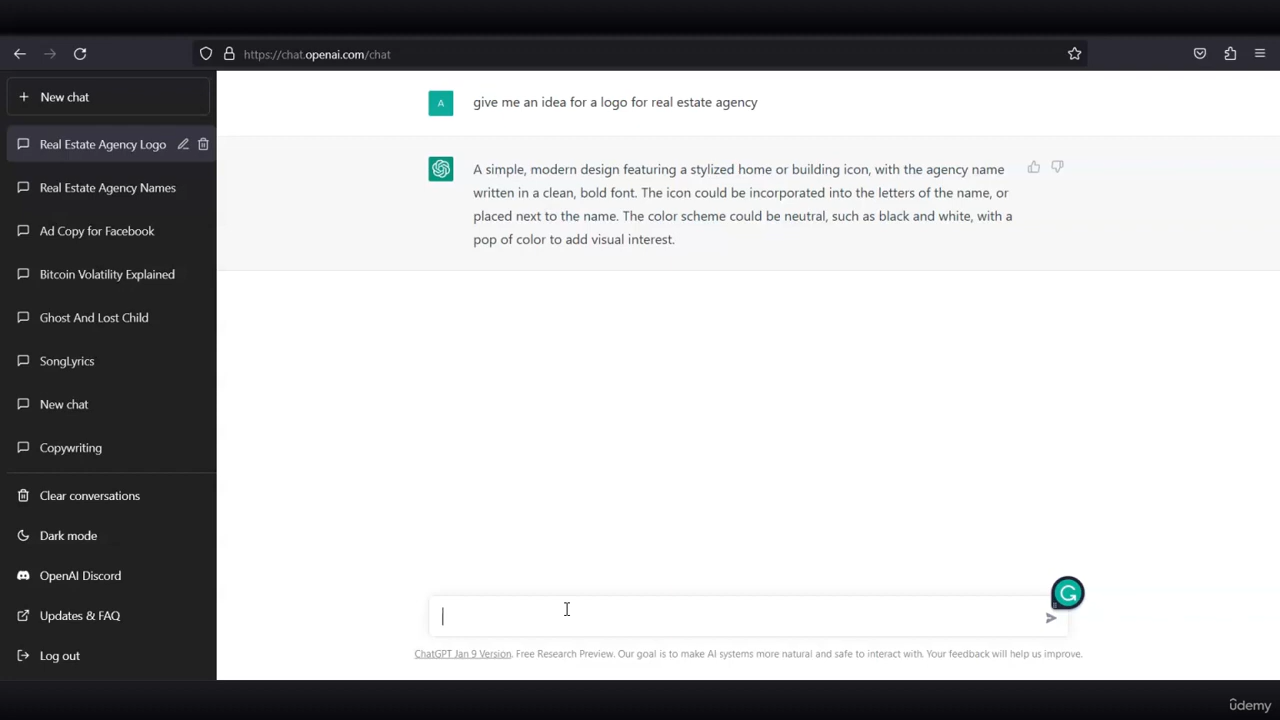 https://chat.openai.com/chat
New chat
Real Estate Agency Logo
Real Estate Agency Names
Ad Copy for Facebook
Bitcoin Volatility Explained
Ghost And Lost Child
SongLyrics
New chat
Copywriting
Clear conversations
Dark mode
OpenAI Discord
Updates & FAQ
Log out
A
give me an idea for a logo for real estate agency
A simple, modern design featuring a stylized home or building icon, with the agency name
written in a clean, bold font. The icon could be incorporated into the letters of the name, or
placed next to the name. The color scheme could be neutral, such as black and white, with a
pop of color to add visual interest.
G
ChatGPT Jan 9 Version. Free Research Preview. Our goal is to make AI systems more natural and safe to interact with. Your feedback will help us improve.
ûdemy